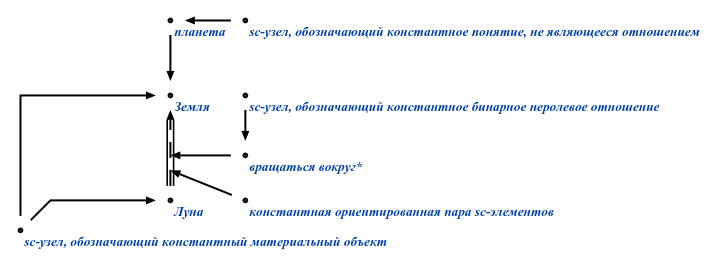 планета
sc-узел, обозначающий константное понятие, не являющееся отношением
Земля
sc-узел, обозначающий константное бинарное неролевое отношение
вращаться вокруг*
Луна
константная ориентированная пара sc-элементов
sc-узел, обозначающий константный материальный объект